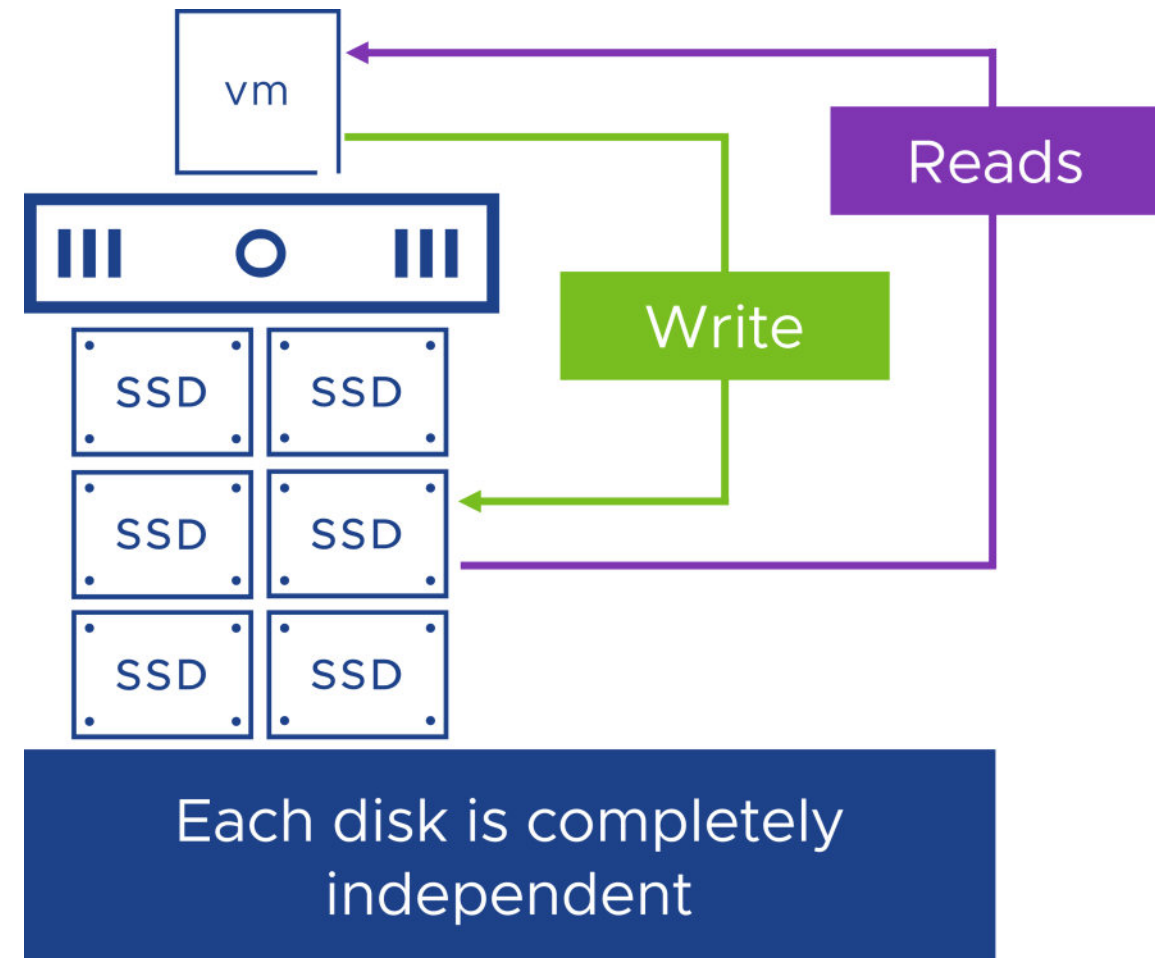 vm
Reads
Write
SSD
SSD
SSD
SSD
SSD
SSD
Each disk is completely
independent